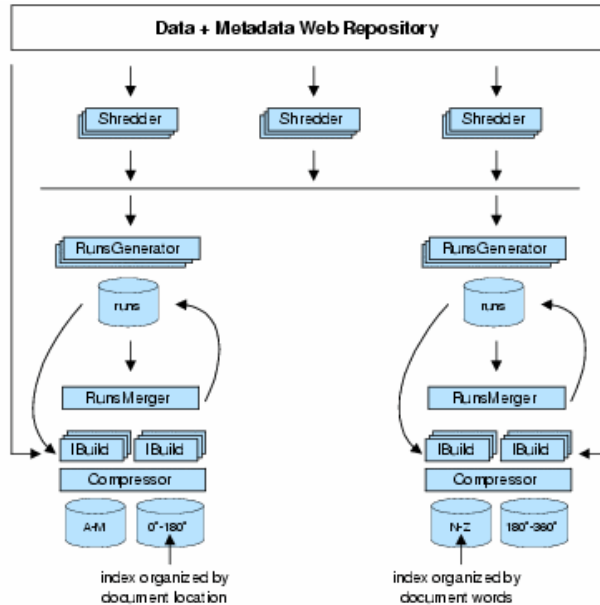 Data + Metadata Web Repository
Shredder
Shredder
Shredder
RunsGenerator
RunsGenerator
runs
runs
RunsMerger
RunsMerger
IBuild
IBuild
IBuild
IBuild
Compressor
Compressor
A-M
0°-180°
N-Z
180°-360°
index organized by
document location
index organized by
document words